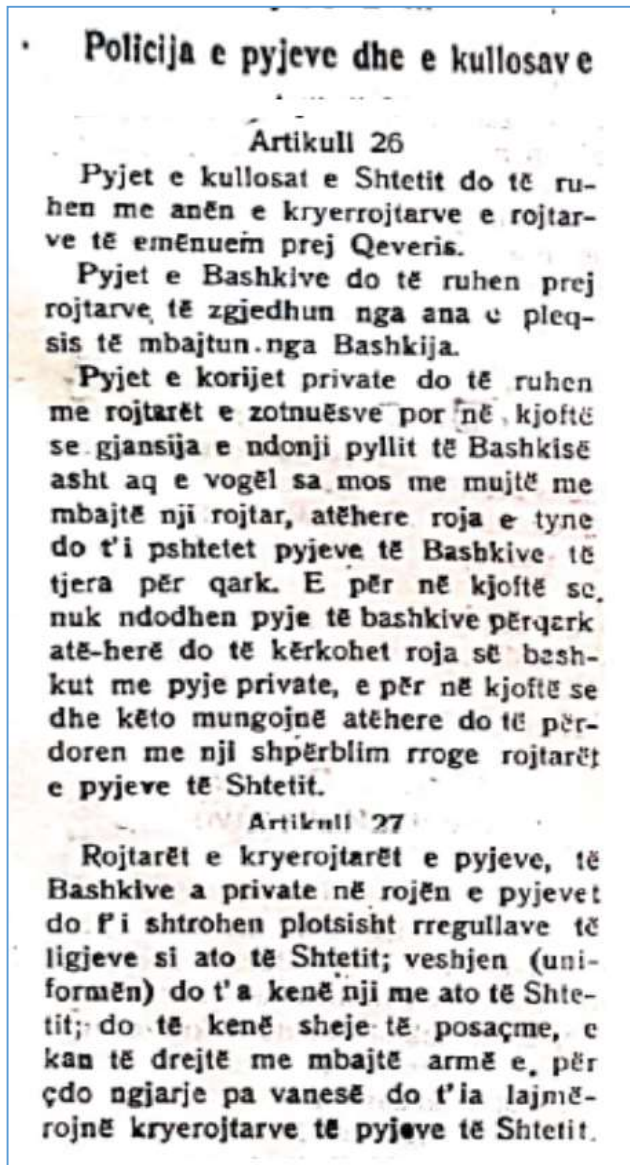 Policija e pyjeve dhe e kullosave
Artikull 26
Pyjet e kullosat e Shtetit do të ru-
hen me anën e kryerrojtarve e rojtar-
ve të emënuem prej Qeveris.
Pyjet e Bashkive do të ruhen prej
rojtarve të zgjedhun nga ana e pleq-
sis të mbajtun nga Bashkija.
Pyjet e korijet private do të ruhen
me rojtarët e zotnuësve por në kjoftë
se gjansija e ndonji pyllit të Bashkisë
asht aq e vogël sa mos me mujtë me
mbajtë nji rojtar, atëhere roja e tyne
do t'i pshtetet pyjeve të Bashkive të
tjera për qark. E për në kjoftë se
nuk ndodhen pyje të bashkive përqark
atë-herë do të kërkohet roja së bash-
kut me pyje private, e për në kjoftë se
dhe këto mungojnë atëhere do të për-
doren me nji shpërblim rroge rojtarët
e pyjeve të Shtetit.
Artikull 27
Rojtarët e kryerojtarët e pyjeve, të
Bashkive a private në rojën e pyjevet
do t'i shtrohen plotsisht rregullave të
ligjeve si ato të Shtetit; veshjen (uni-
formën) do t'a kenë nji me ato të Shte-
tit; do të kenë sheje të posaçme, e
kan të drejtë me mbajtë armë e, për
çdo ngjarje pa vanesë do t'ia lajmë-
rojnë kryerojtarve të pyjeve të Shtetit.